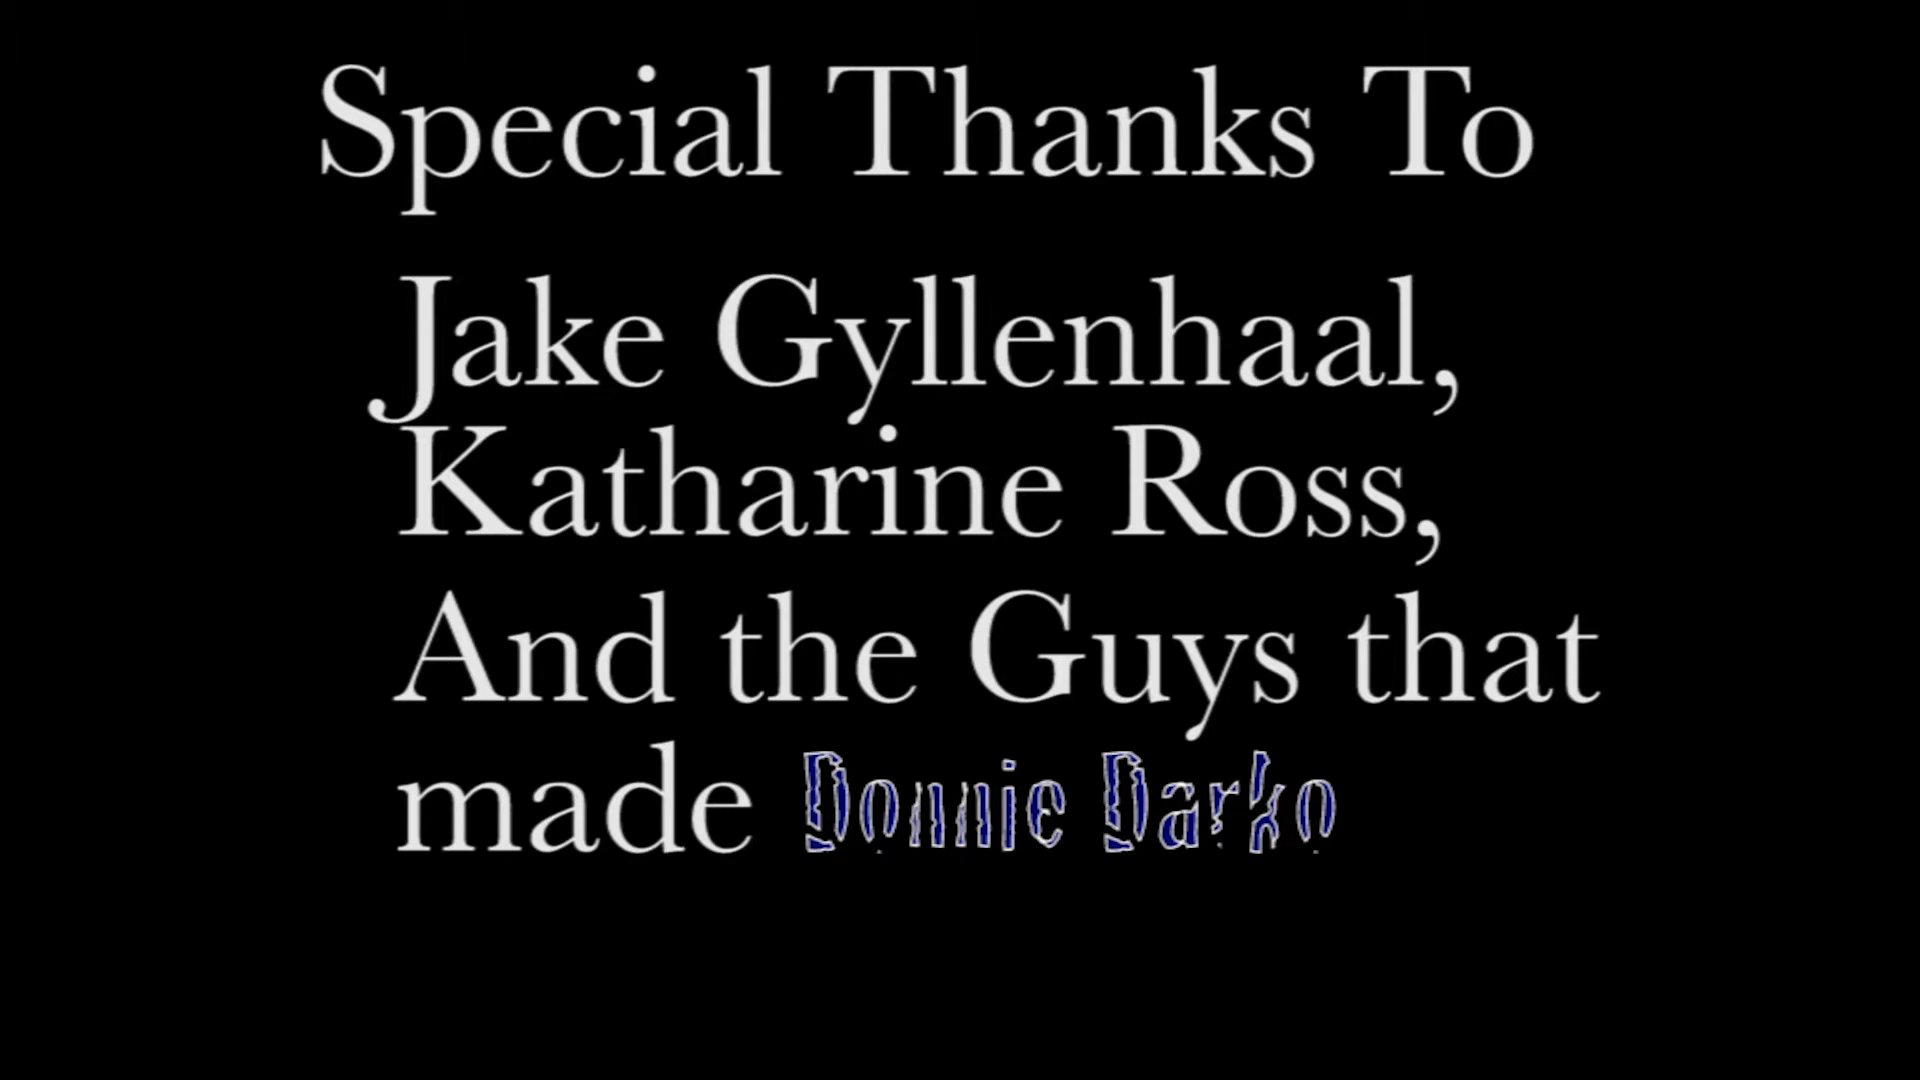 Special Thanks To
Jake Gyllenhaal,
Katharine Ross,
And the Guys that
made Donnie Darko